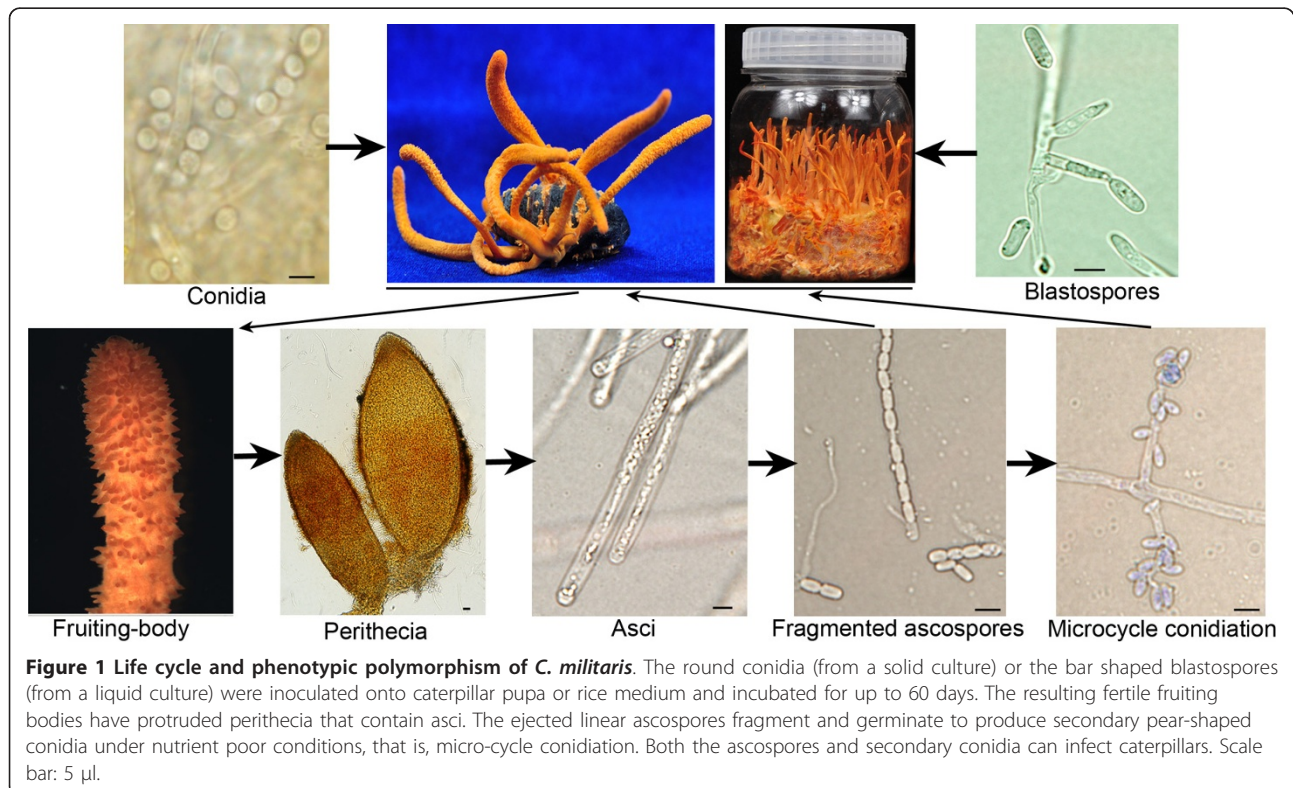 Conidia
Blastospores
Fruiting-body
Perithecia
Asci
Fragmented ascospores
Microcycle conidiation
Figure 1 Life cycle and phenotypic polymorphism of C. militaris. The round conidia (from a solid culture) or the bar shaped blastospores
(from a liquid culture) were inoculated onto caterpillar pupa or rice medium and incubated for up to 60 days. The resulting fertile fruiting
bodies have protruded perithecia that contain asci. The ejected linear ascospores fragment and germinate to produce secondary pear-shaped
conidia under nutrient poor conditions, that is, micro-cycle conidiation. Both the ascospores and secondary conidia can infect caterpillars. Scale
bar: 5 μl.